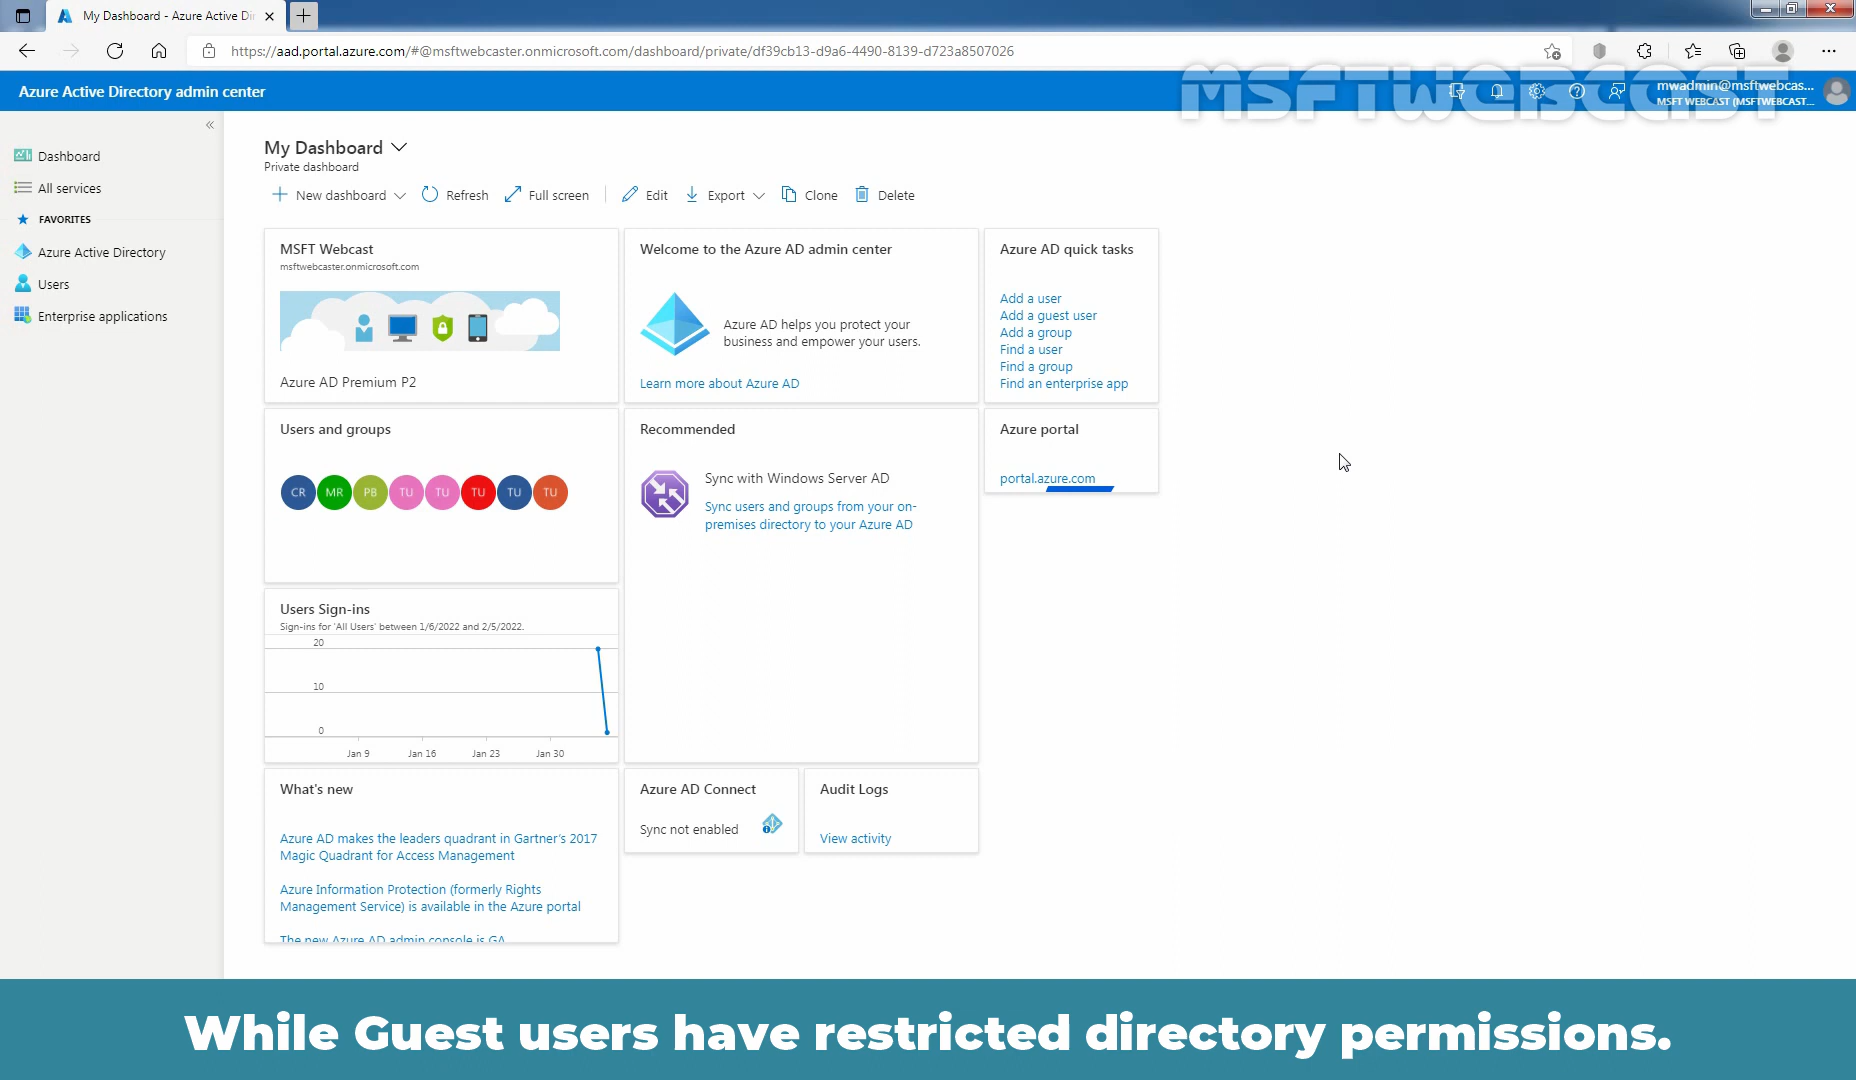 My Dashboard - Azure Active Di
https://aad.portal.azure.com/#@msftwebcaster.onmicrosoft.com/dashboard/private/df39cb13-d9a6-4490-8139-d723a8507026
MSFTWEBCAST
Azure Active Directory admin center
mwadmin@msftwebcas...
MSFT WEBCAST (MSFTWEBCAST...
Dashboard
All services
FAVORITES
Azure Active Directory
Users
Enterprise applications
My Dashboard
Private dashboard
New dashboard
Refresh
Full screen
Edit
Export
Clone
Delete
MSFT Webcast
msftwebcaster.onmicrosoft.com
Azure AD Premium P2
Welcome to the Azure AD admin center
Azure AD helps you protect your
business and empower your users.
Learn more about Azure AD
Azure AD quick tasks
Add a user
Add a guest user
Add a group
Find a user
Find a group
Find an enterprise app
Users and groups
CR MR PB TU TU TU TU TU
Recommended
Sync with Windows Server AD
Sync users and groups from your on-
premises directory to your Azure AD
Azure portal
portal.azure.com
Users Sign-ins
Sign-ins for 'All Users' between 1/6/2022 and 2/5/2022.
20
10
0
Jan 9 Jan 16 Jan 23 Jan 30
What's new
Azure AD makes the leaders quadrant in Gartner's 2017
Magic Quadrant for Access Management
Azure Information Protection (formerly Rights
Management Service) is available in the Azure portal
The new Azure AD admin console is GA
Azure AD Connect
Sync not enabled
Audit Logs
View activity
While Guest users have restricted directory permissions.